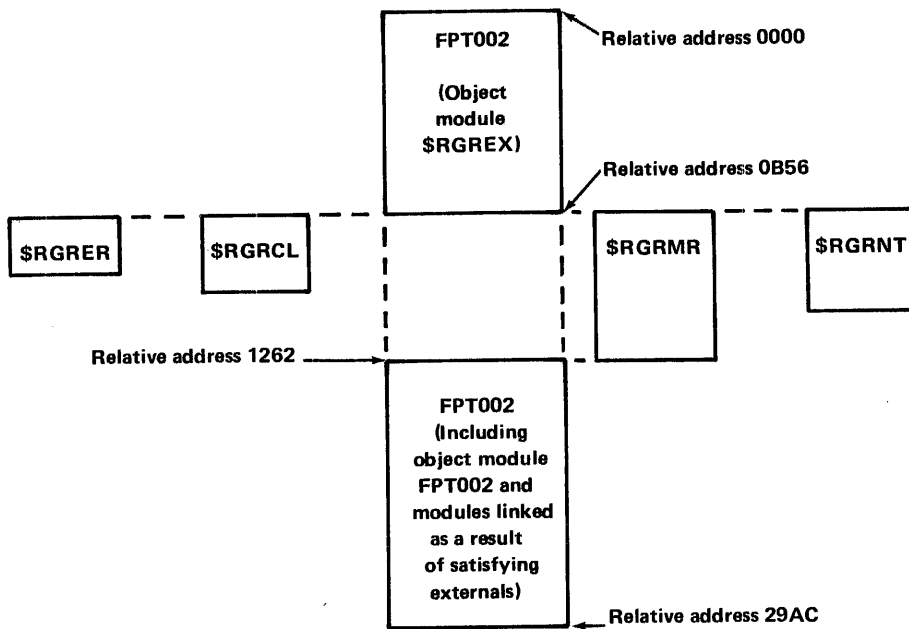 FPT002
Relative address 0000
(Object
module
$RGREX)
Relative address 0B56
$RGRER
$RGRCL
$RGRMR
$RGRNT
Relative address 1262
FPT002
(Including
object module
FPT002 and
modules linked
as a result
of satisfying
externals)
Relative address 29AC